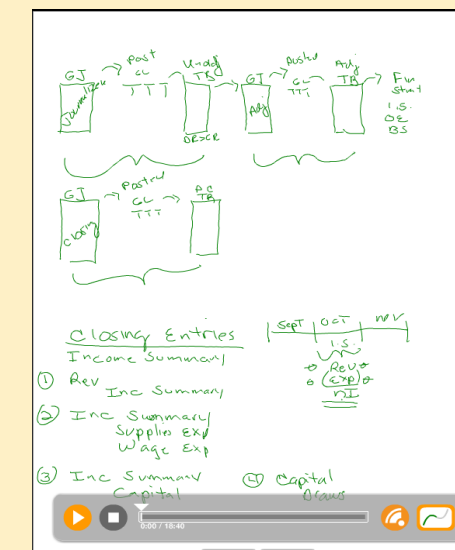 Post
GJ GL Unadj TB GJ Posted GL Adj TB Fin Stmt
Journalize TTT Adj TTT I.S.
DR>CR OE
BS
GJ Posted GL PC TB
Closing TTT
Closing Entries
Sept Oct Nov
Income Summary
I.S.
① Rev
Rev
Inc Summary
(Exp)
NI
② Inc Summary
Supplies Exp
Wage Exp
③ Inc Summary ④ Capital
Capital Draws
0:00 / 18:40